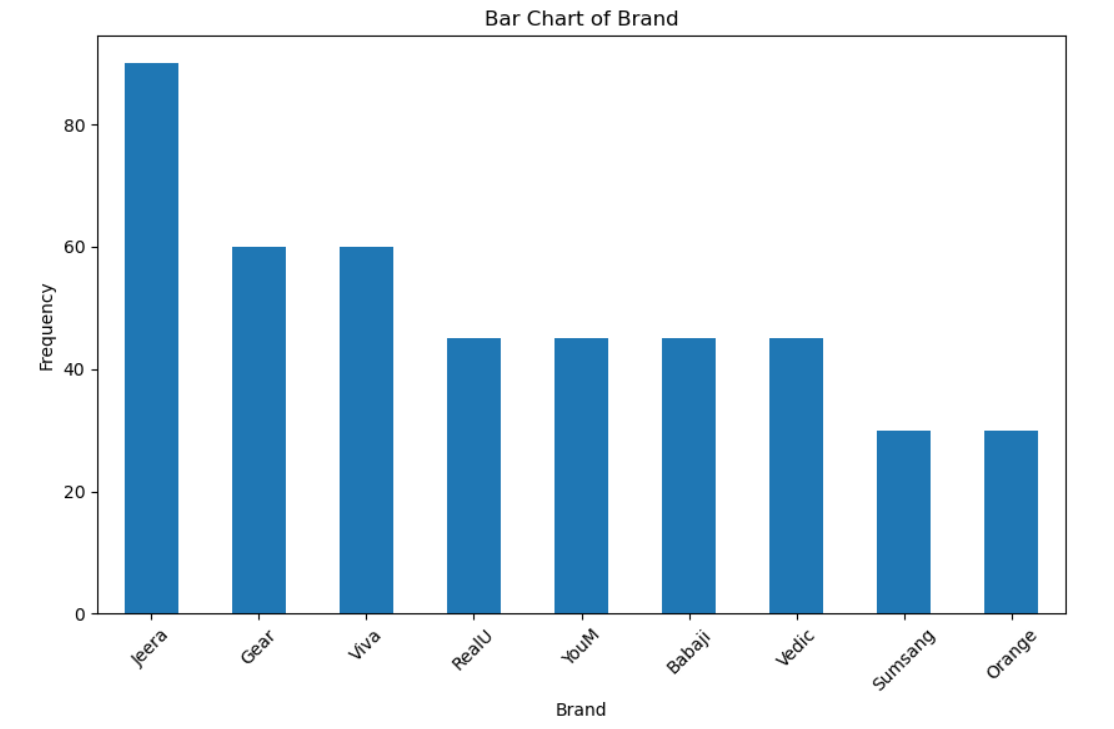 Bar Chart of Brand
Frequency
80
60
40
20
0
Jeera
Gear
Viva
RealU
YouM
Babaji
Vedic
Sumsang
Orange
Brand